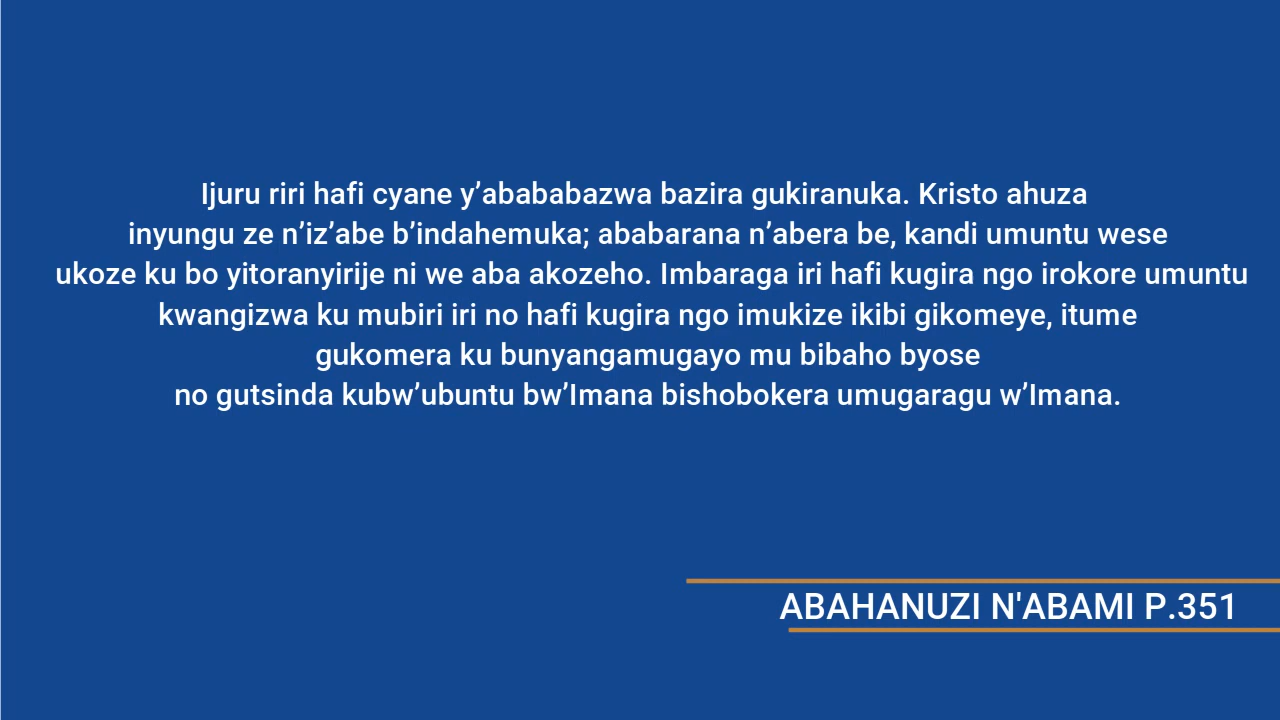 Ijuru riri hafi cyane y’abababazwa bazira gukiranuka. Kristo ahuza
inyungu ze n’iz’abe b’indahemuka; ababarana n’abera be, kandi umuntu wese
ukoze ku bo yitoranyirije ni we aba akozeho. Imbaraga iri hafi kugira ngo irokore umuntu
kwangizwa ku mubiri iri no hafi kugira ngo imukize ikibi gikomeye, itume
gukomera ku bunyangamugayo mu bibaho byose
no gutsinda kubw’ubuntu bw’Imana bishobokera umugaragu w’Imana.
ABAHANUZI N'ABAMI P.351